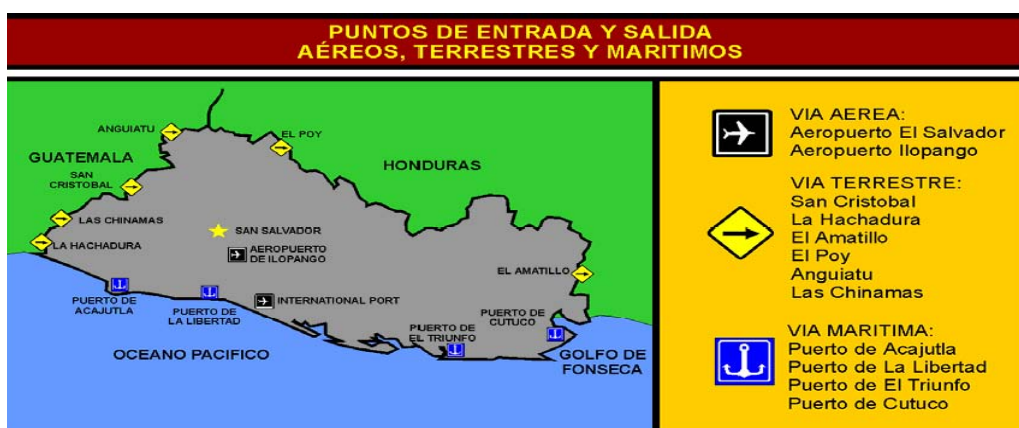 PUNTOS DE ENTRADA Y SALIDA
AÉREOS, TERRESTRES Y MARITIMOS
ANGUIATU
EL POY
GUATEMALA
HONDURAS
SAN
CRISTOBAL
LAS CHINAMAS
LA HACHADURA
SAN SALVADOR
AEROPUERTO
DE ILOPANGO
EL AMATILLO
PUERTO DE
ACAJUTLA
PUERTO DE
LA LIBERTAD
INTERNATIONAL PORT
PUERTO DE
EL TRIUNFO
PUERTO DE
CUTUCO
OCEANO PACIFICO
GOLFO DE
FONSECA
VIA AEREA:
Aeropuerto El Salvador
Aeropuerto Ilopango
VIA TERRESTRE:
San Cristobal
La Hachadura
El Amatillo
El Poy
Anguiatu
Las Chinamas
VIA MARITIMA:
Puerto de Acajutla
Puerto de La Libertad
Puerto de El Triunfo
Puerto de Cutuco